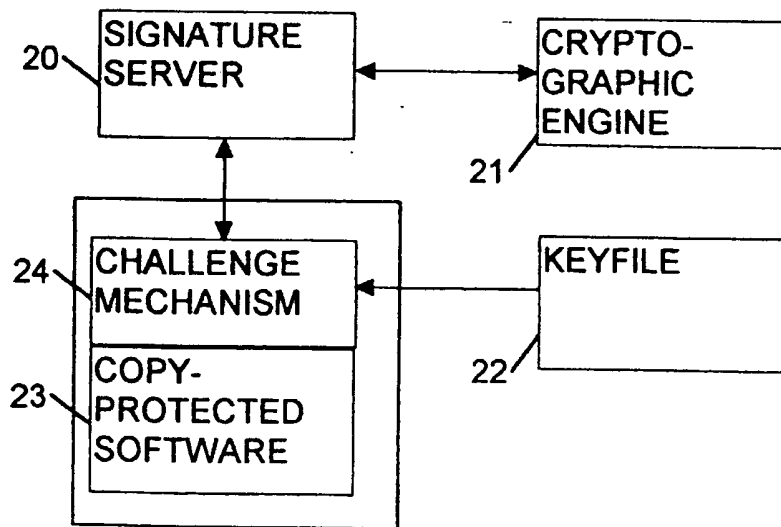 20
SIGNATURE
SERVER
CRYPTO-
GRAPHIC
ENGINE
21
24
CHALLENGE
MECHANISM
KEYFILE
22
23
COPY-
PROTECTED
SOFTWARE